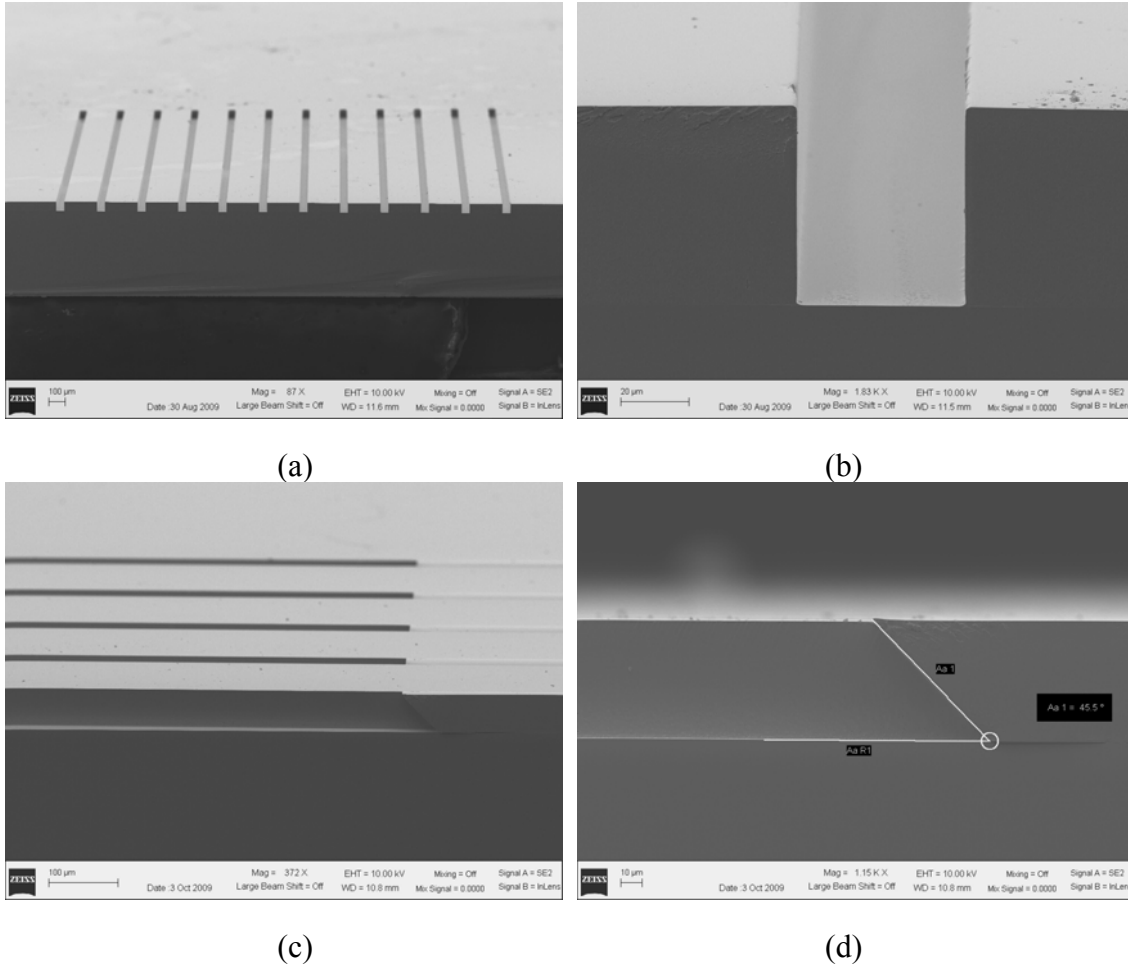 100 µm
Mag = 87 X EHT = 10.00 kV Mixing = Off Signal A = SE2
ZEISS Date :30 Aug 2009 Large Beam Shift = Off WD = 11.6 mm Mix Signal = 0.0000 Signal B = InLens
20 µm
Mag = 1.83 K X EHT = 10.00 kV Mixing = Off Signal A = SE2
ZEISS Date :30 Aug 2009 Large Beam Shift = Off WD = 11.5 mm Mix Signal = 0.0000 Signal B = InLens
(a) (b)
Aa 1
Aa 1 = 45.5 °
Aa R1
100 µm
Mag = 372 X EHT = 10.00 kV Mixing = Off Signal A = SE2
ZEISS Date :3 Oct 2009 Large Beam Shift = Off WD = 10.8 mm Mix Signal = 0.0000 Signal B = InLens
10 µm
Mag = 1.15 K X EHT = 10.00 kV Mixing = Off Signal A = SE2
ZEISS Date :3 Oct 2009 Large Beam Shift = Off WD = 10.8 mm Mix Signal = 0.0000 Signal B = InLens
(c) (d)